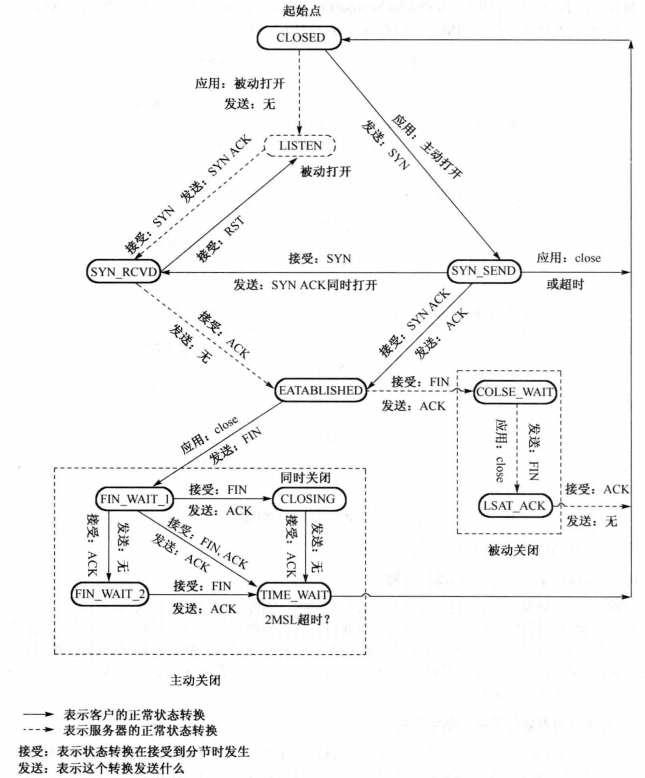 起始点
CLOSED
应用：被动打开
发送：无
应用：主动打开
发送：SYN
LISTEN
被动打开
接受：SYN 发送：SYN ACK
接受：RST
SYN_RCVD
接受：SYN
发送：SYN ACK同时打开
SYN_SEND
应用：close
或超时
接受：ACK
发送：无
接受：SYN ACK
发送：ACK
EATABLISHED
接受：FIN
发送：ACK
COLSE_WAIT
应用：close
发送：FIN
应用：close
发送：FIN
LSAT_ACK
接受：ACK
发送：无
被动关闭
同时关闭
FIN_WAIT_1
接受：FIN
发送：ACK
CLOSING
接受：ACK
发送：无
接受：FIN, ACK
发送：ACK
接受：ACK
发送：无
FIN_WAIT_2
接受：FIN
发送：ACK
TIME_WAIT
2MSL超时？
主动关闭
表示客户的正常状态转换
表示服务器的正常状态转换
接受：表示状态转换在接受到分节时发生
发送：表示这个转换发送什么